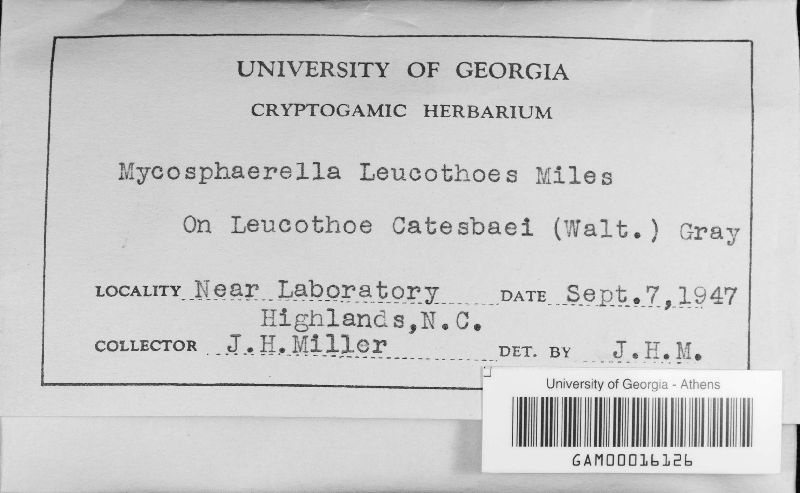 UNIVERSITY OF GEORGIA
CRYPTOGAMIC HERBARIUM
Mycosphaerella Leucothoes Miles
On Leucothoe Catesbaei (Walt.) Gray
LOCALITY Near Laboratory DATE Sept.7,1947
Highlands,N.C.
COLLECTOR J.H.Miller DET. BY J.H.M.
University of Georgia - Athens
GAM00016126